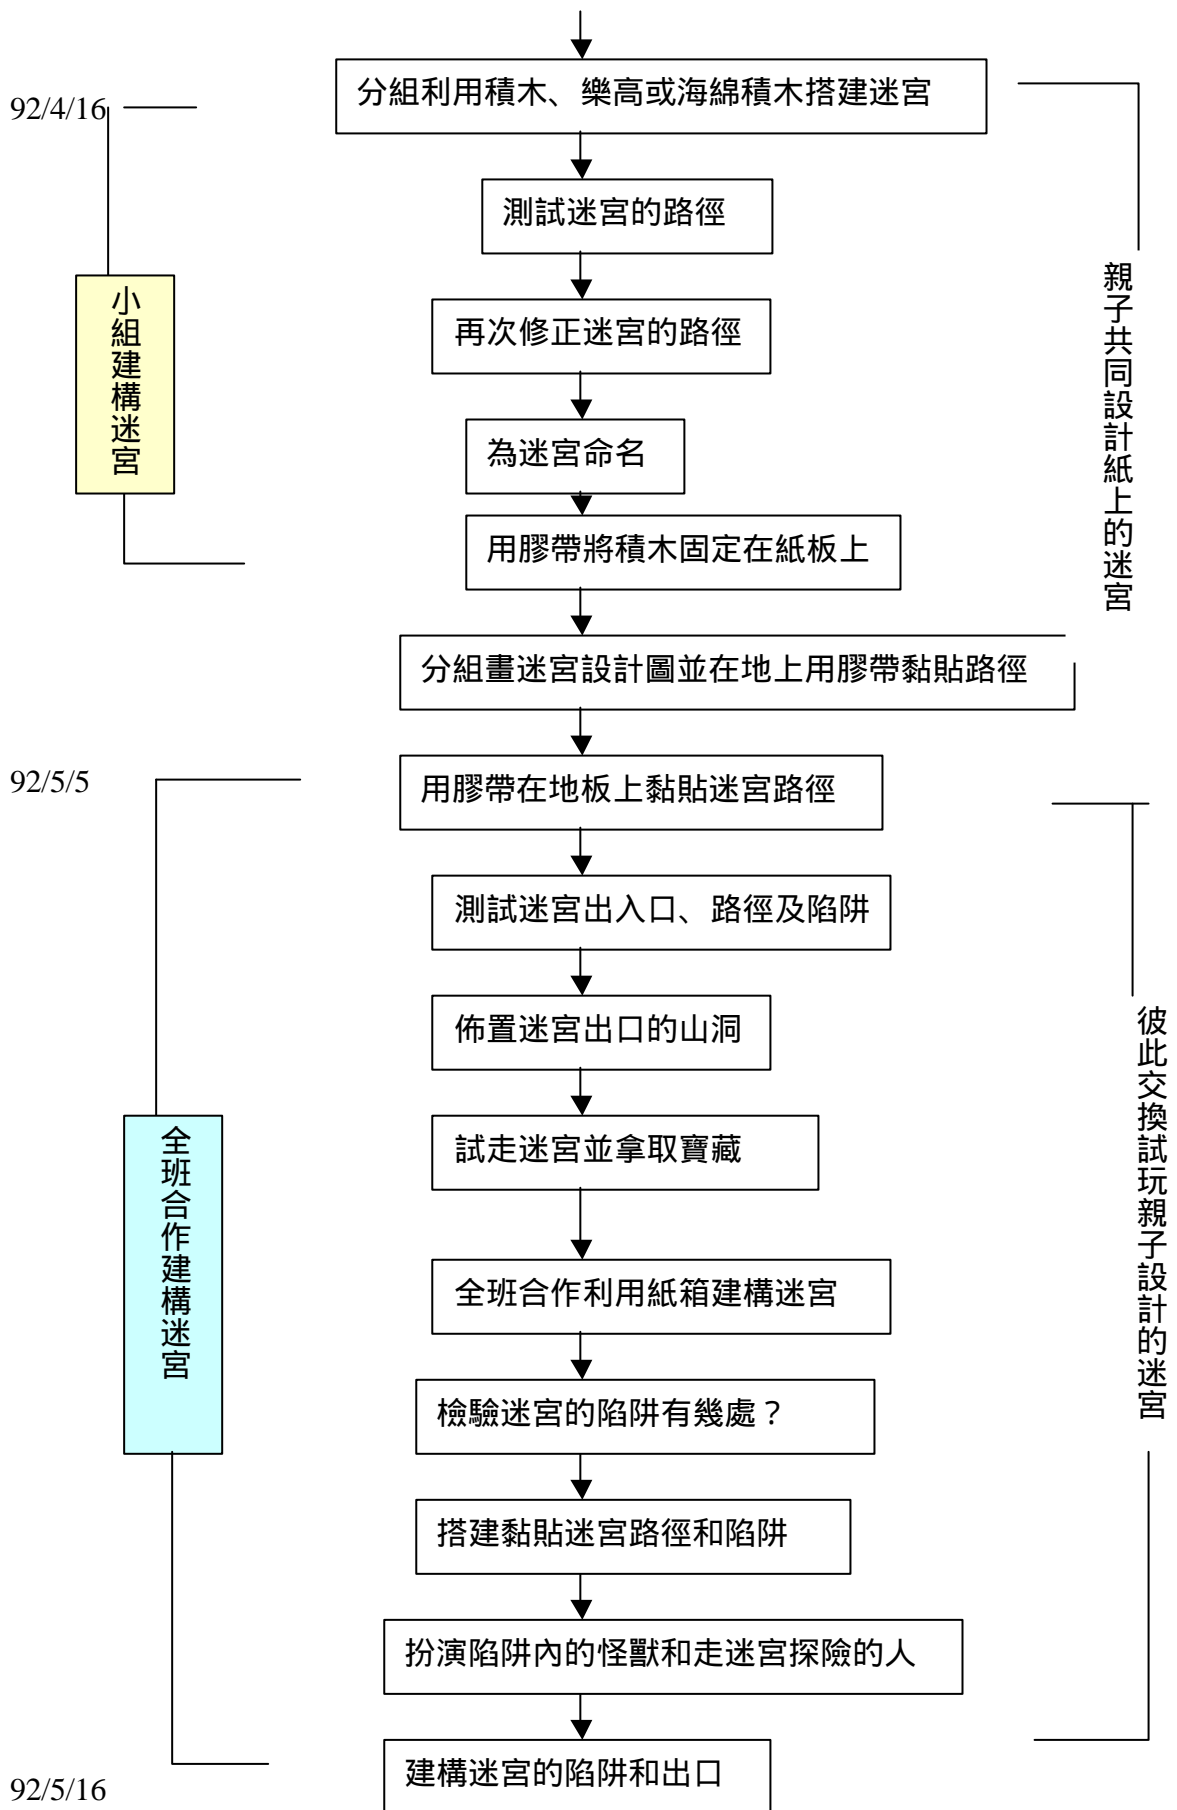 分組利用積木、樂高或海綿積木搭建迷宮
92/4/16
測試迷宮的路徑
親子共同設計紙上的迷宮
小組建構迷宮
再次修正迷宮的路徑
為迷宮命名
用膠帶將積木固定在紙板上
分組畫迷宮設計圖並在地上用膠帶黏貼路徑
92/5/5
用膠帶在地板上黏貼迷宮路徑
測試迷宮出入口、路徑及陷阱
佈置迷宮出口的山洞
彼此交換試玩親子設計的迷宮
全班合作建構迷宮
試走迷宮並拿取寶藏
全班合作利用紙箱建構迷宮
檢驗迷宮的陷阱有幾處？
搭建黏貼迷宮路徑和陷阱
扮演陷阱內的怪獸和走迷宮探險的人
建構迷宮的陷阱和出口
92/5/16